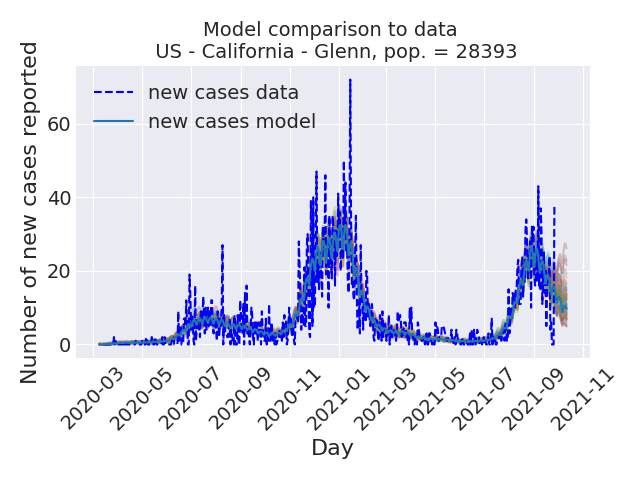 Model comparison to data
US - California - Glenn, pop. = 28393
Number of new cases reported
60
40
20
0
new cases data
new cases model
2020-03
2020-05
2020-07
2020-09
2020-11
2021-01
2021-03
2021-05
2021-07
2021-09
2021-11
Day